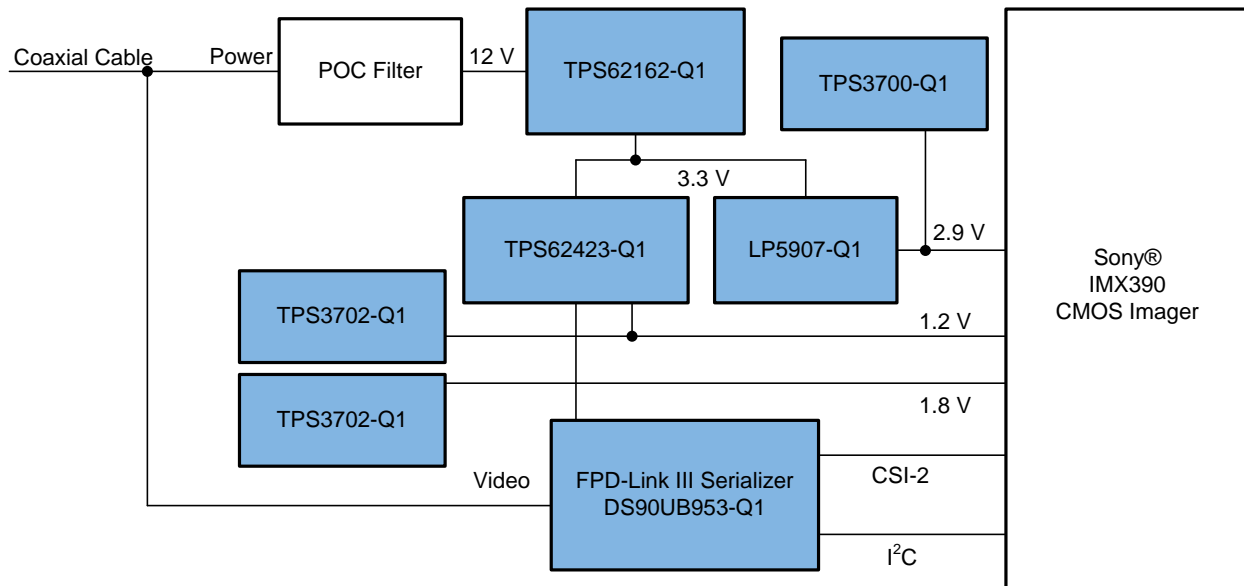 Coaxial Cable
Power
POC Filter
12 V
TPS62162-Q1
TPS3700-Q1
3.3 V
TPS62423-Q1
LP5907-Q1
2.9 V
Sony®
IMX390
CMOS Imager
TPS3702-Q1
1.2 V
TPS3702-Q1
1.8 V
Video
FPD-Link III Serializer
DS90UB953-Q1
CSI-2
I²C